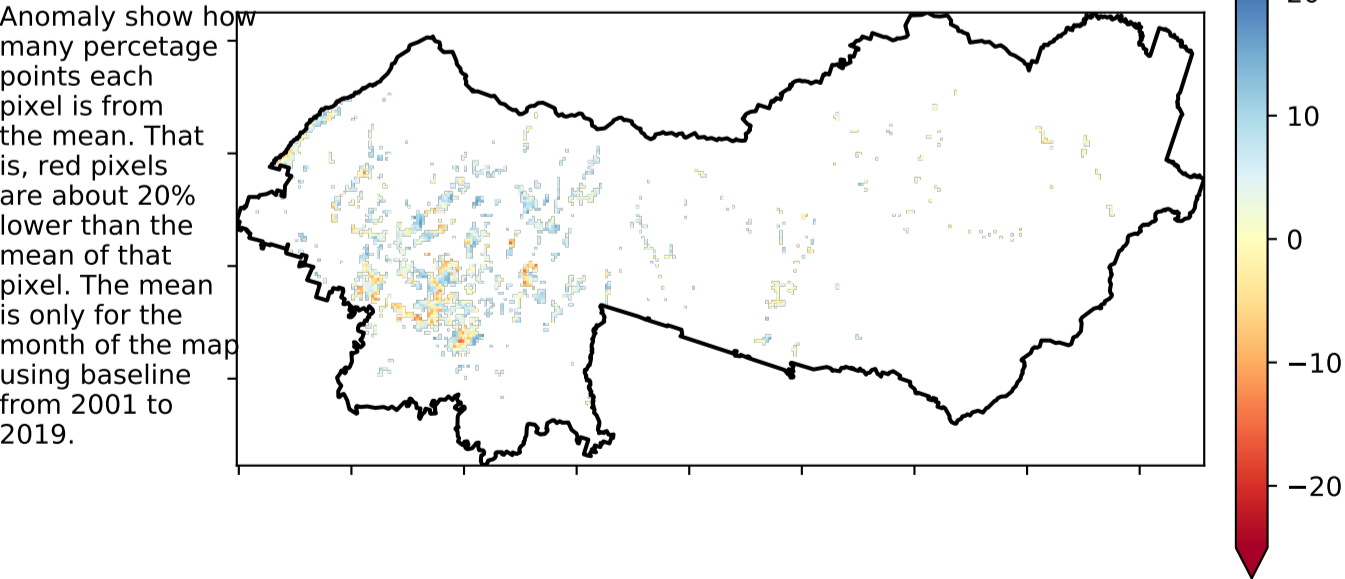 Anomaly show how
many percetage
points each
pixel is from
the mean. That
is, red pixels
are about 20%
lower than the
mean of that
pixel. The mean
is only for the
month of the map
using baseline
from 2001 to
2019.
10
0
−10
−20